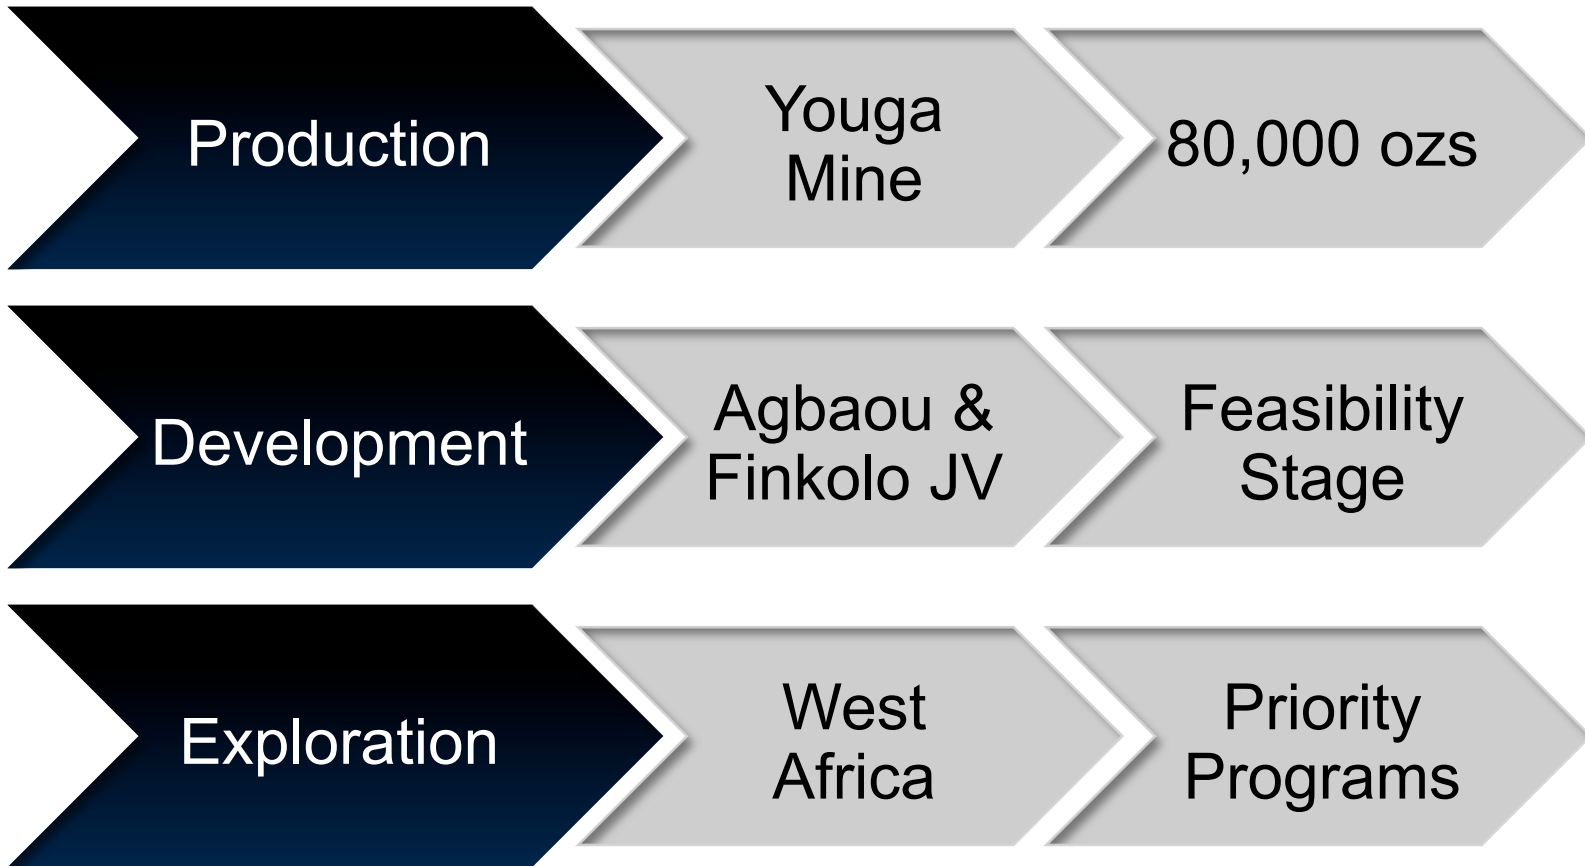 Production
Youga
Mine
80,000 ozs
Development
Agbaou &
Finkolo JV
Feasibility
Stage
Exploration
West
Africa
Priority
Programs